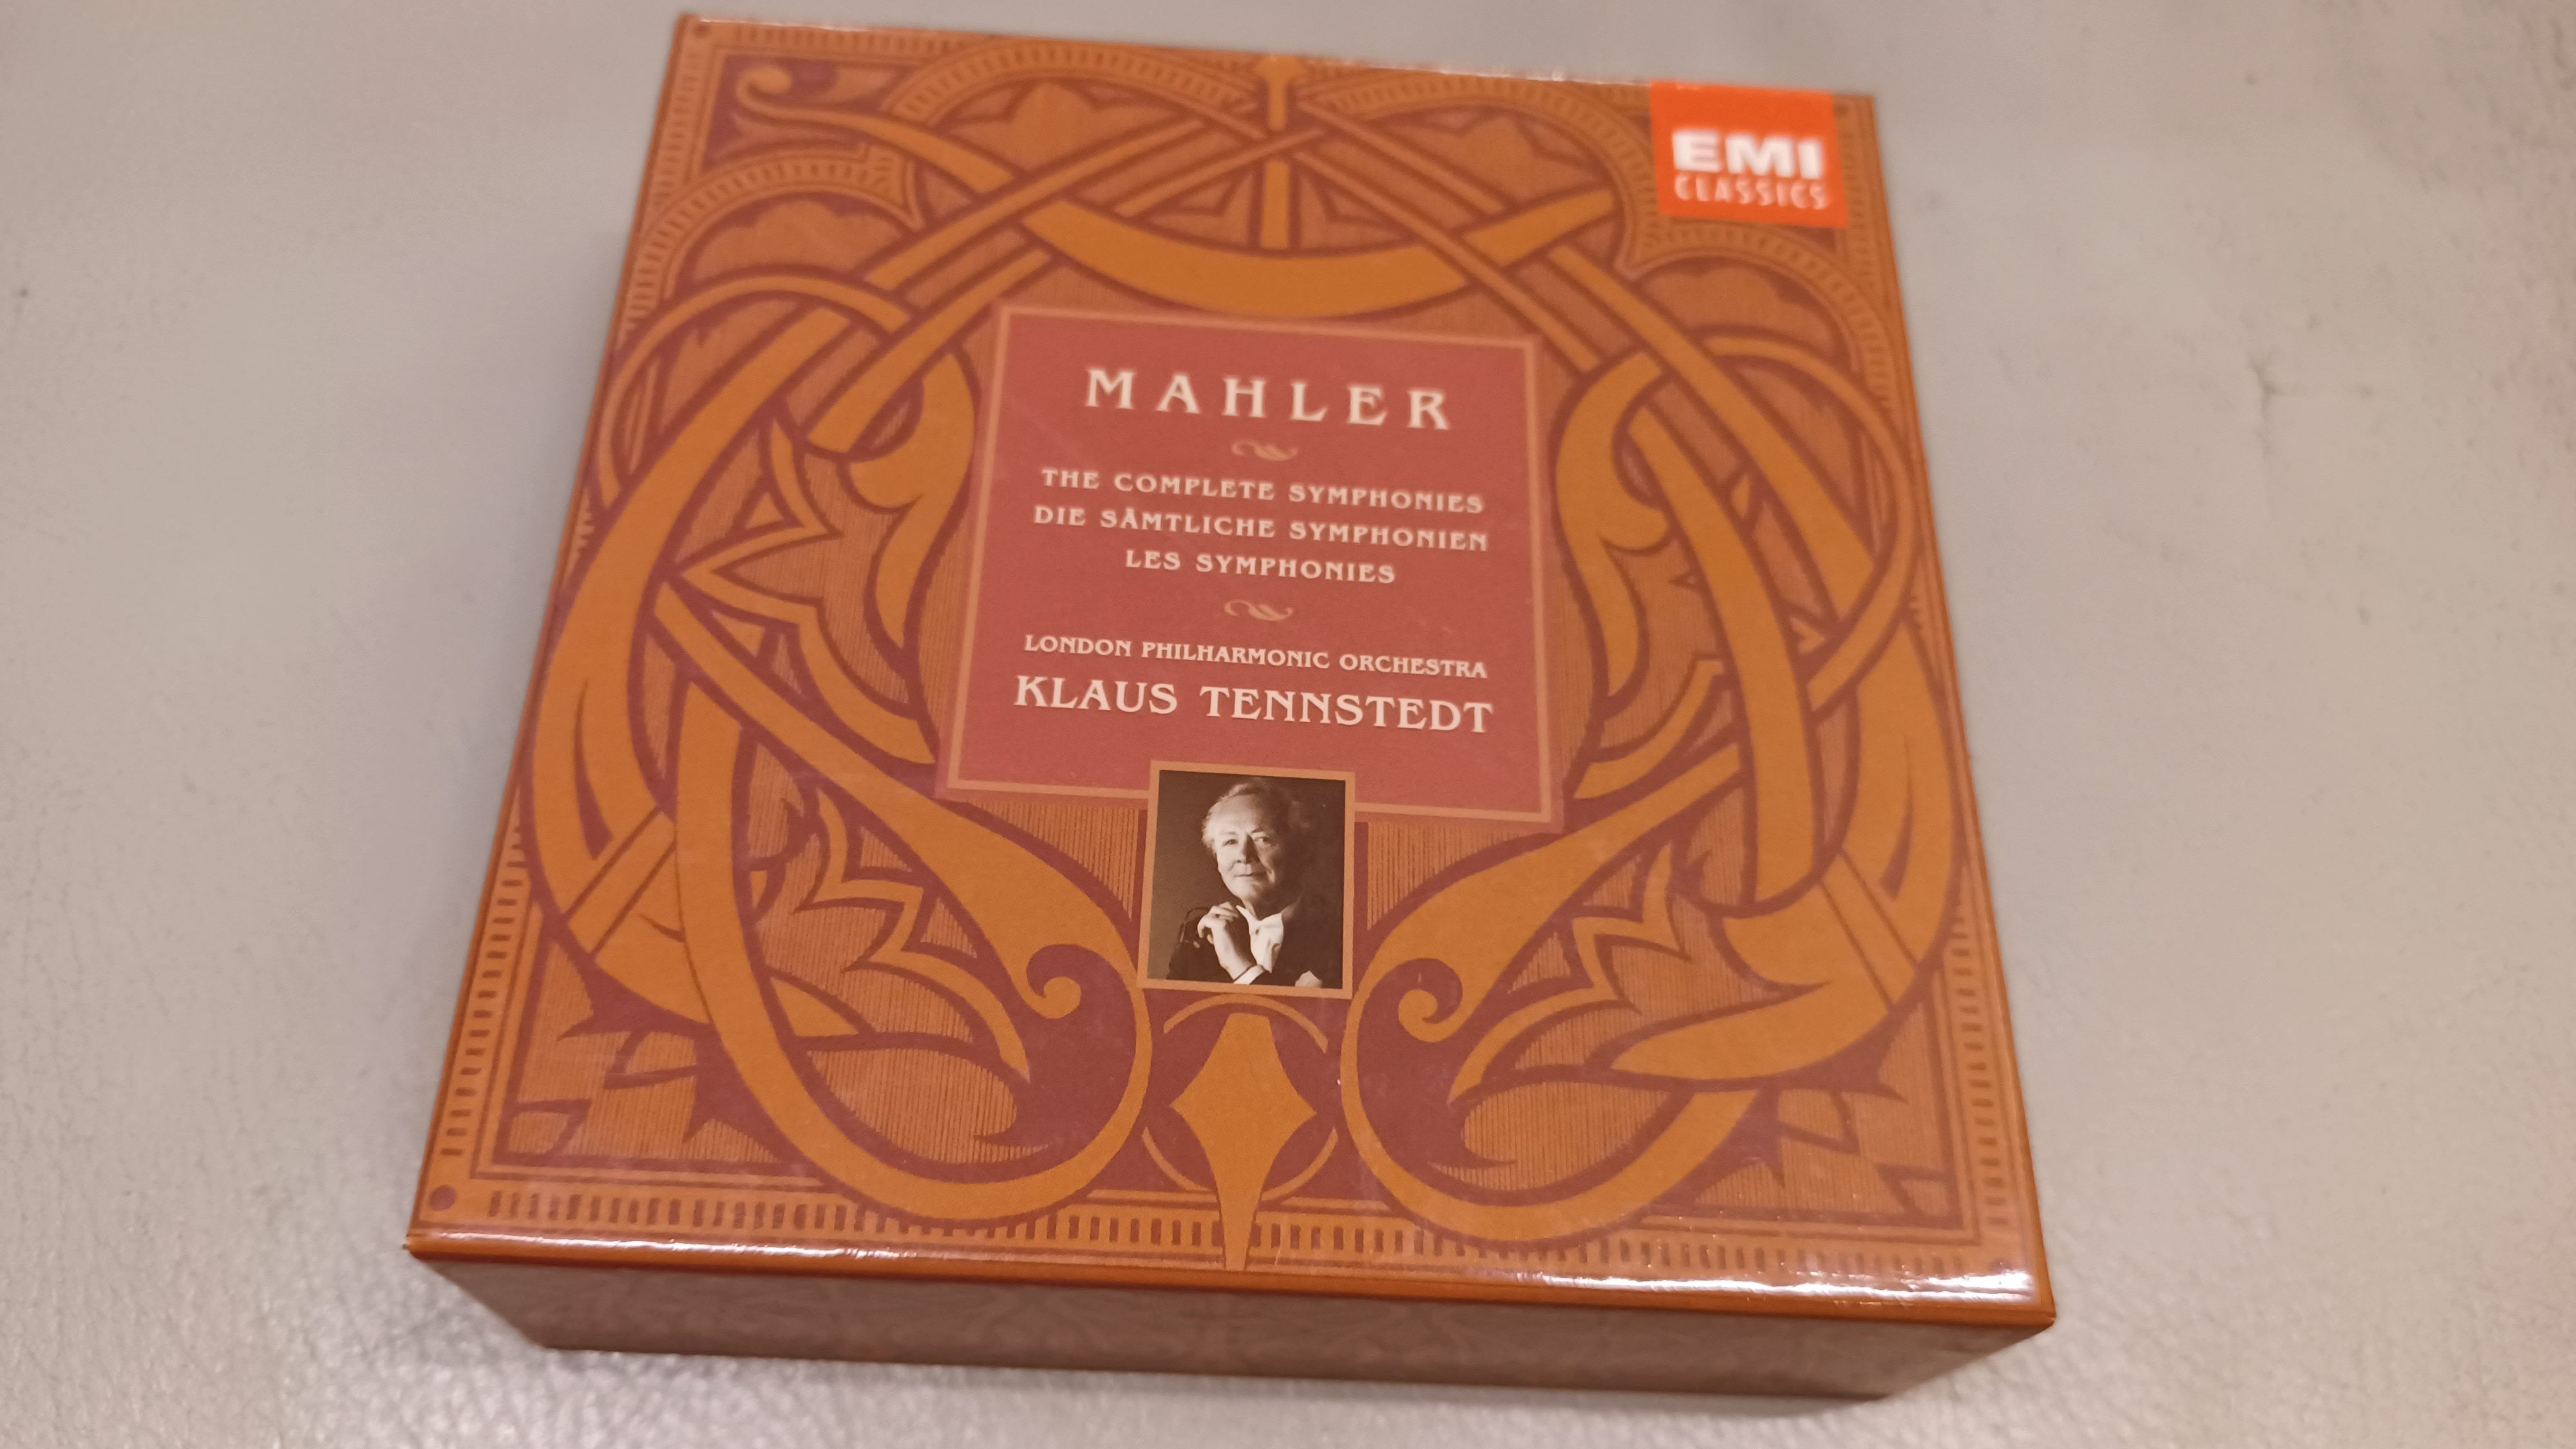 EMI
CLASSICS
MAHLER
THE COMPLETE SYMPHONIES
DIE SÄMTLICHE SYMPHONIEN
LES SYMPHONIES
LONDON PHILHARMONIC ORCHESTRA
KLAUS TENNSTEDT